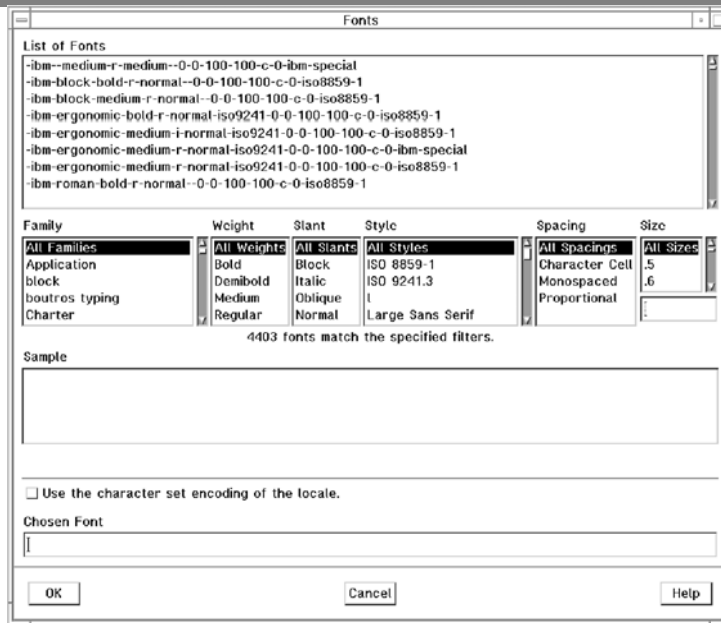 Fonts
List of Fonts
-ibm--medium-r-medium--0-0-100-100-c-0-ibm-special
-ibm-block-bold-r-normal--0-0-100-100-c-0-iso8859-1
-ibm-block-medium-r-normal--0-0-100-100-c-0-iso8859-1
-ibm-ergonomic-bold-r-normal-iso9241-0-0-100-100-c-0-iso8859-1
-ibm-ergonomic-medium-i-normal-iso9241-0-0-100-100-c-0-iso8859-1
-ibm-ergonomic-medium-r-normal-iso9241-0-0-100-100-c-0-ibm-special
-ibm-ergonomic-medium-r-normal-iso9241-0-0-100-100-c-0-iso8859-1
-ibm-roman-bold-r-normal--0-0-100-100-c-0-iso8859-1
Family Weight Slant Style Spacing Size
All Families All Weights All Slants All Styles All Spacings All Sizes
Application Bold Block ISO 8859-1 Character Cell .5
block Demibold Italic ISO 9241.3 Monospaced .6
boutros typing Medium Oblique l Proportional
Charter Regular Normal Large Sans Serif
4403 fonts match the specified filters.
Sample
Use the character set encoding of the locale.
Chosen Font
OK Cancel Help